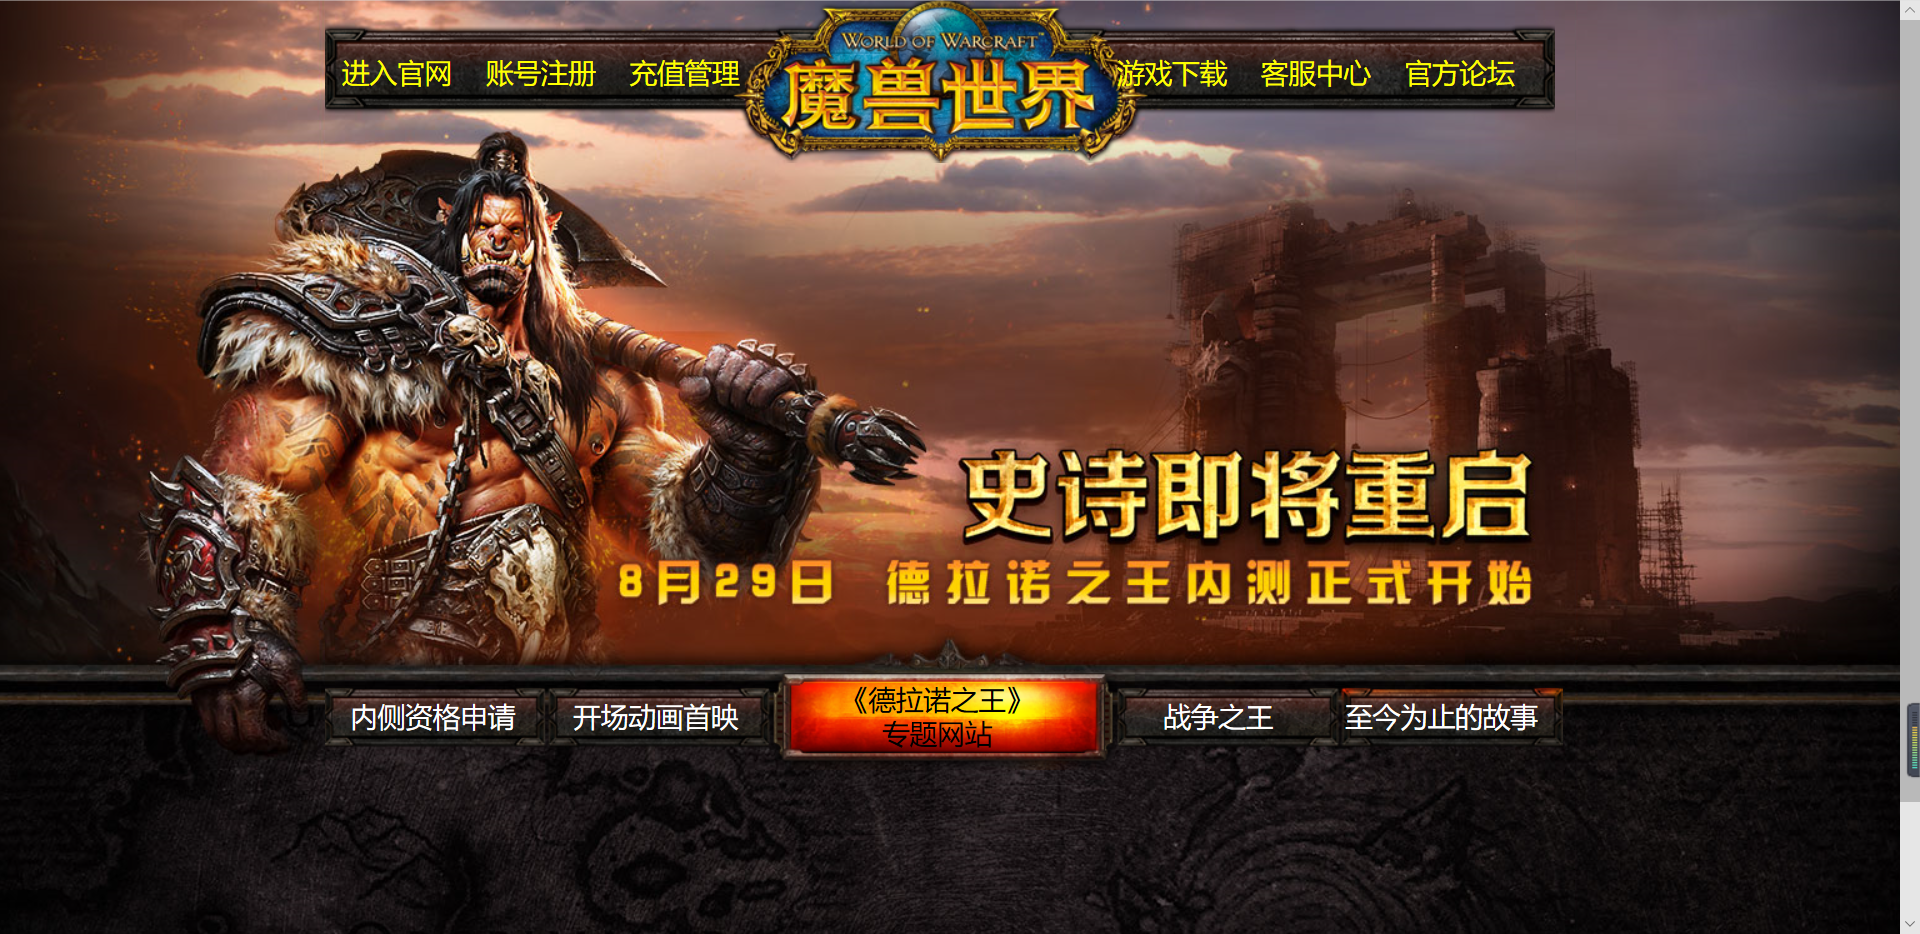 进入官网 账号注册 充值管理 游戏下载 客服中心 官方论坛
WORLD OF WARCRAFT
魔兽世界
史诗即将重启
8月29日 德拉诺之王内测正式开始
内侧资格申请 开场动画首映 《德拉诺之王》 战争之王 至今为止的故事
专题网站